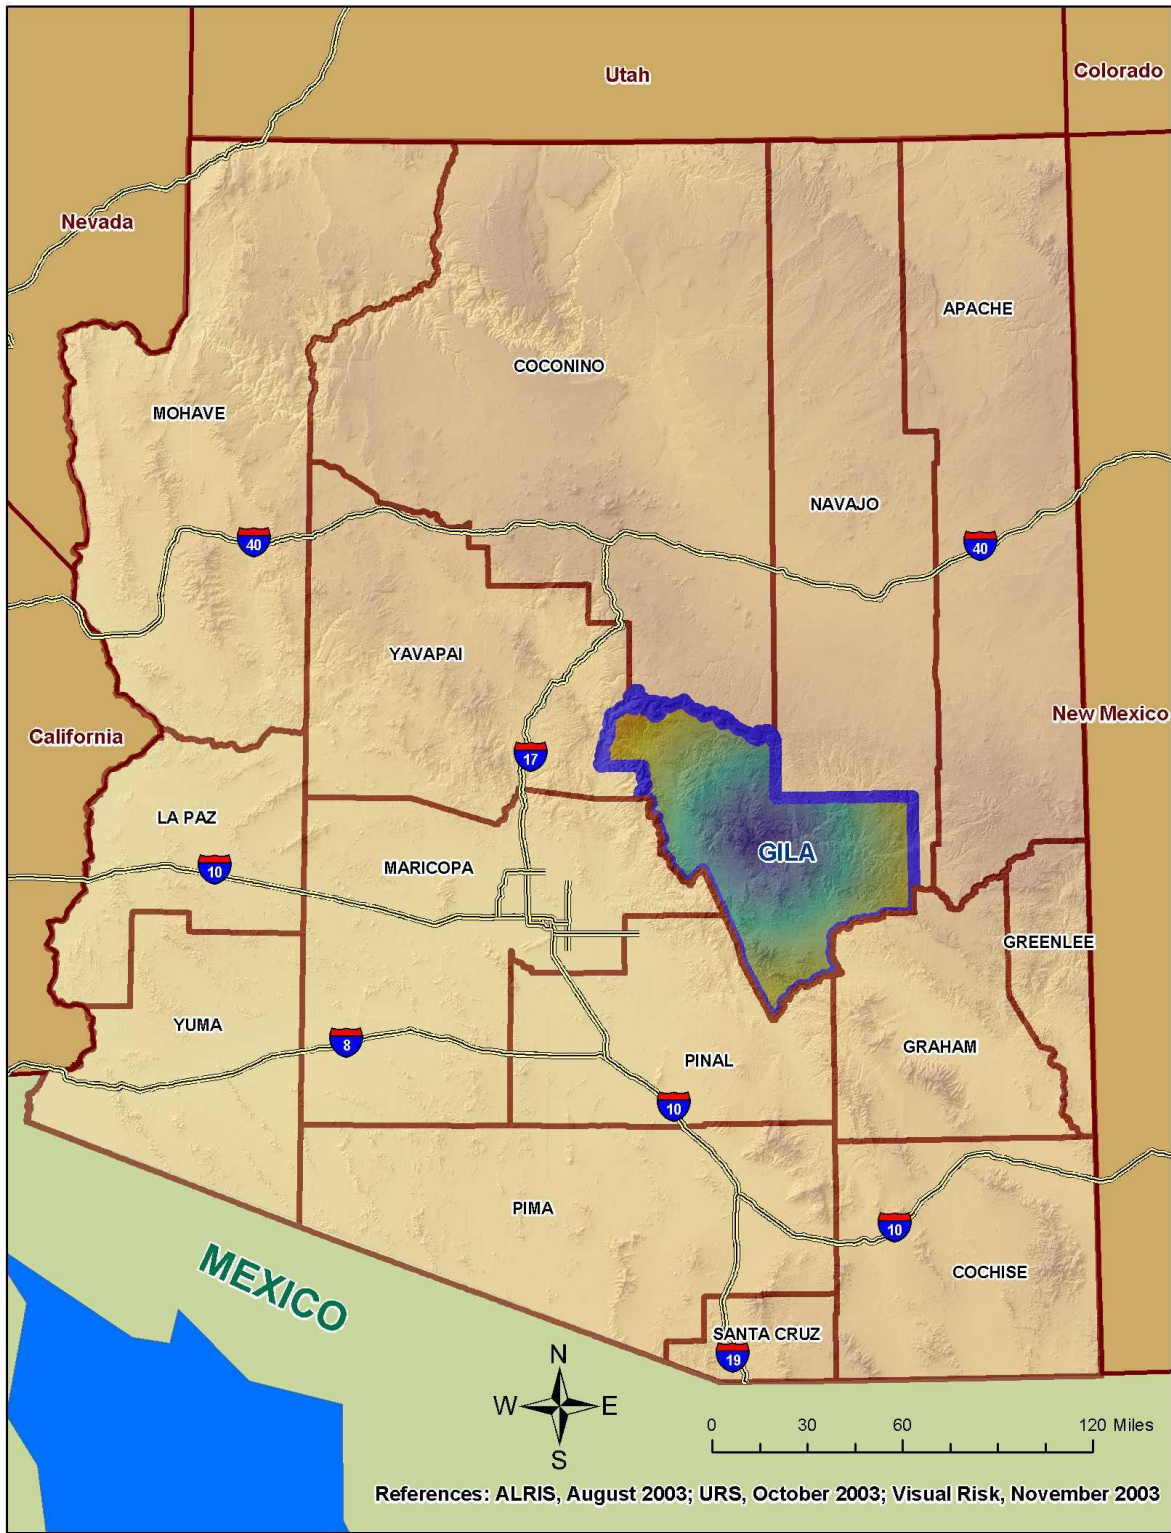 Utah
Colorado
Nevada
APACHE
COCONINO
MOHAVE
NAVAJO
40
40
YAVAPAI
New Mexico
California
17
LA PAZ
GILA
MARICOPA
10
GREENLEE
YUMA
8
GRAHAM
PINAL
10
PIMA
10
MEXICO
COCHISE
SANTA CRUZ
19
N
W E
S
0 30 60 120 Miles
References: ALRIS, August 2003; URS, October 2003; Visual Risk, November 2003